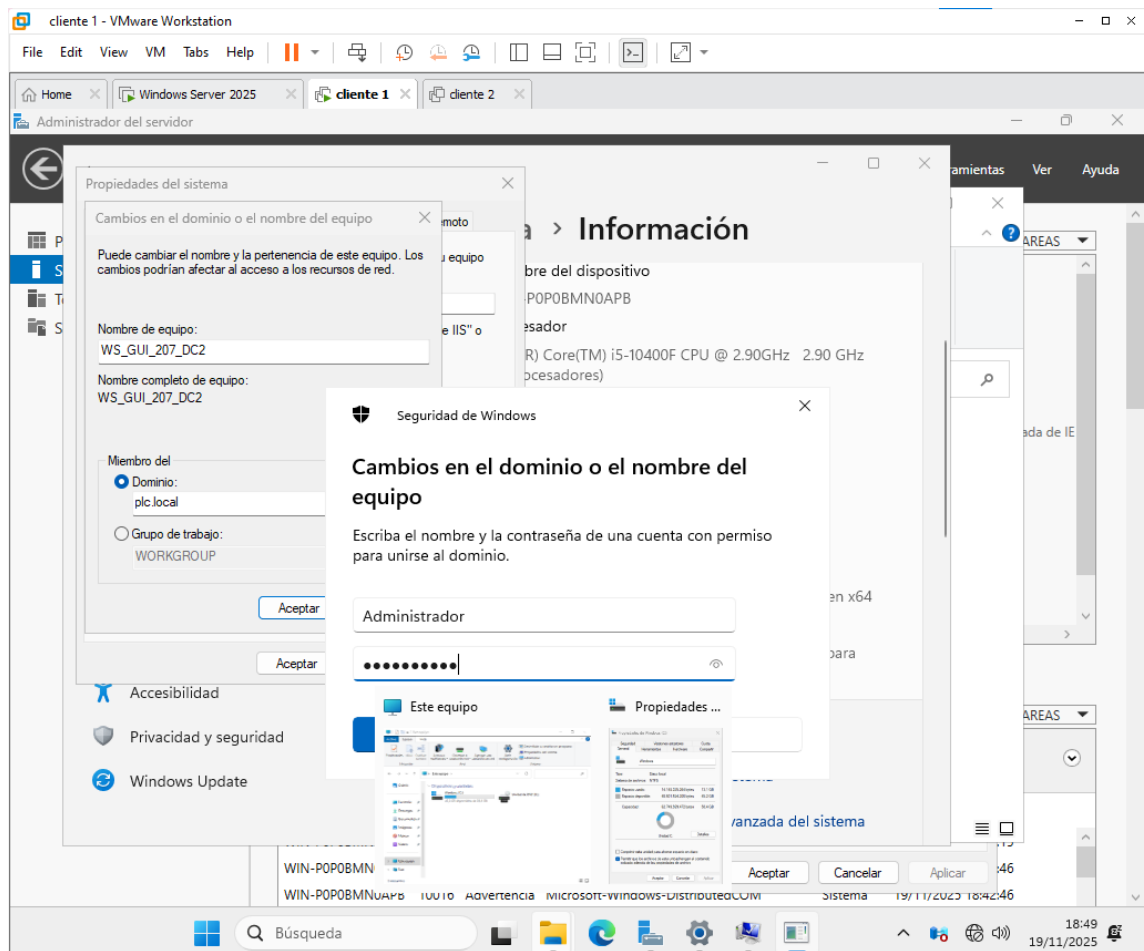 cliente 1 - VMware Workstation
File Edit View VM Tabs Help
Home Windows Server 2025 cliente 1 cliente 2
Administrador del servidor
Ver Ayuda
Propiedades del sistema
Cambios en el dominio o el nombre del equipo
Puede cambiar el nombre y la pertenencia de este equipo. Los
cambios podrían afectar al acceso a los recursos de red.
Nombre de equipo:
WS_GUI_207_DC2
Nombre completo de equipo:
WS_GUI_207_DC2
Miembro del
Dominio:
plc.local
Grupo de trabajo:
WORKGROUP
Aceptar
Aceptar
equipo
e IIS" o
> Información
bre del dispositivo
-P0P0BMN0APB
esador
R) Core(TM) i5-10400F CPU @ 2.90GHz 2.90 GHz
ocesadores)
en x64
para
AREAS
ada de IE
AREAS
Seguridad de Windows
Cambios en el dominio o el nombre del
equipo
Escriba el nombre y la contraseña de una cuenta con permiso
para unirse al dominio.
Administrador
••••••••••
Este equipo
Propiedades ...
Accesibilidad
Privacidad y seguridad
Windows Update
vanzada del sistema
Aceptar Cancelar Aplicar
WIN-P0P0BMN :46
WIN-P0P0BMN0APB 10016 Advertencia Microsoft-Windows-DistributedCOM Sistema 19/11/2025 18:42:46
Búsqueda
18:49
19/11/2025